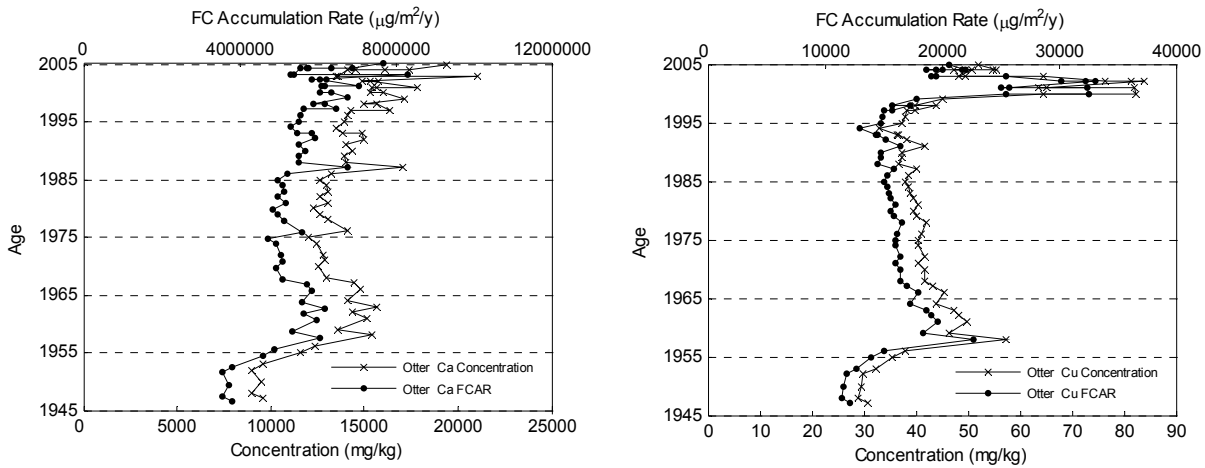 FC Accumulation Rate (μg/m²/y)
0 4000000 8000000 12000000
2005
1995
1985
1975
1965
1955
1945
Age
Otter Ca Concentration
Otter Ca FCAR
0 5000 10000 15000 20000 25000
Concentration (mg/kg)
FC Accumulation Rate (μg/m²/y)
0 10000 20000 30000 40000
2005
1995
1985
1975
1965
1955
1945
Age
Otter Cu Concentration
Otter Cu FCAR
0 10 20 30 40 50 60 70 80 90
Concentration (mg/kg)